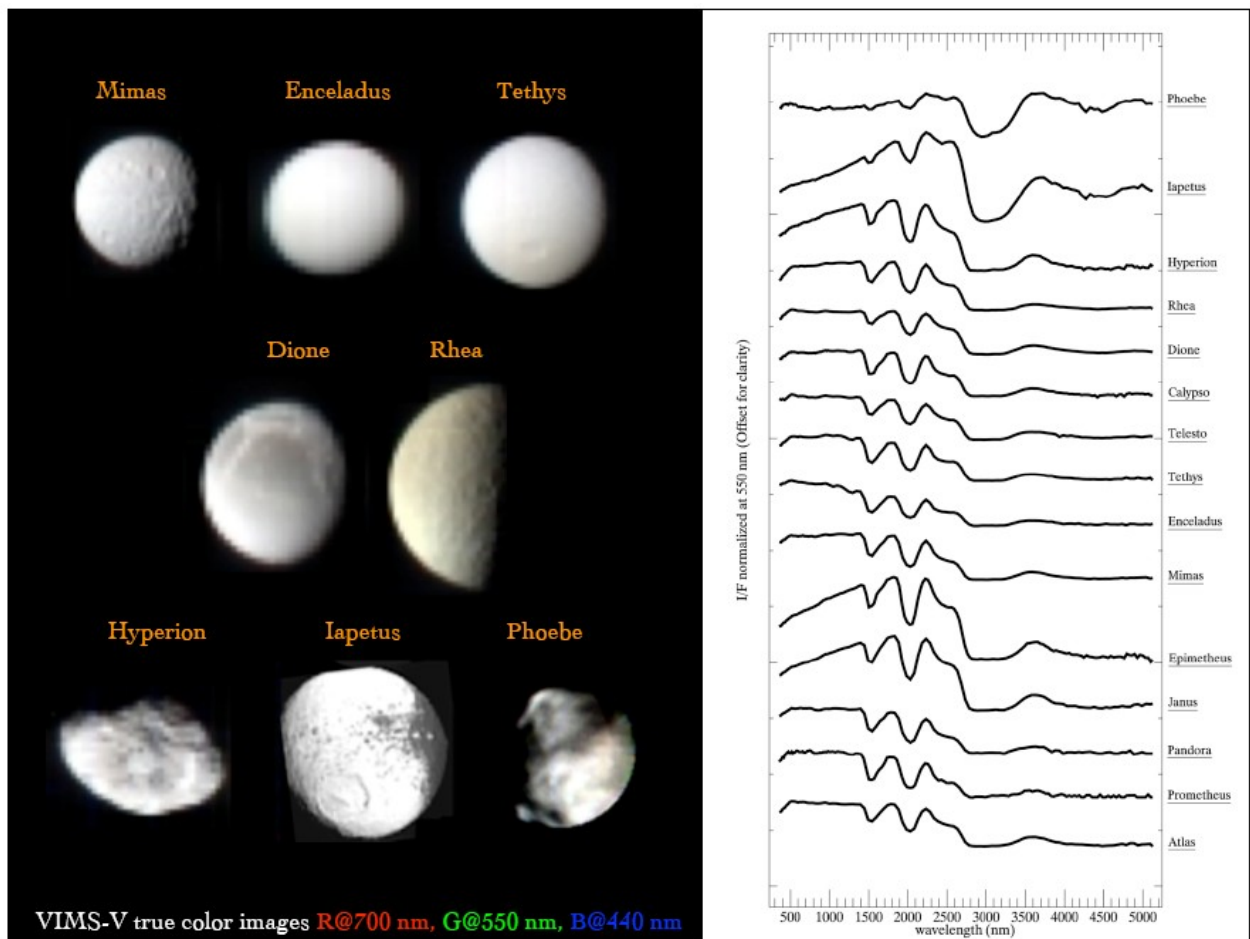 Mimas Enceladus Tethys
Dione Rhea
Hyperion Iapetus Phoebe
VIMS-V true color images R@700 nm, G@550 nm, B@440 nm
I/F normalized at 550 nm (Offset for clarity)
Phoebe
Iapetus
Hyperion
Rhea
Dione
Calypso
Telesto
Tethys
Enceladus
Mimas
Epimetheus
Janus
Pandora
Prometheus
Atlas
500 1000 1500 2000 2500 3000 3500 4000 4500 5000
wavelength (nm)